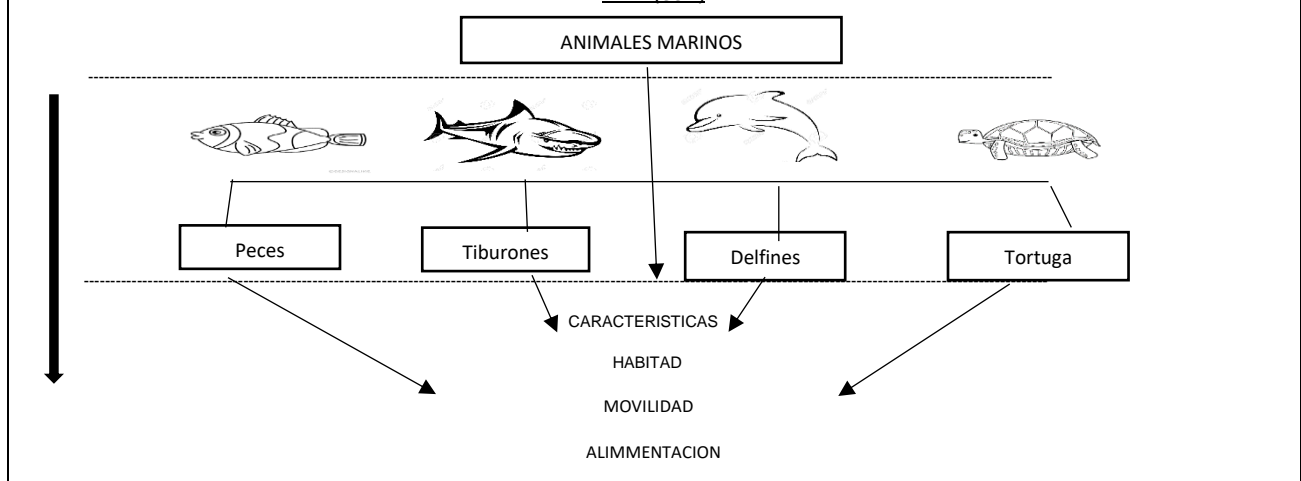 ANIMALES MARINOS
Peces
Tiburones
Delfines
Tortuga
CARACTERISTICAS
HABITAD
MOVILIDAD
ALIMMENTACION